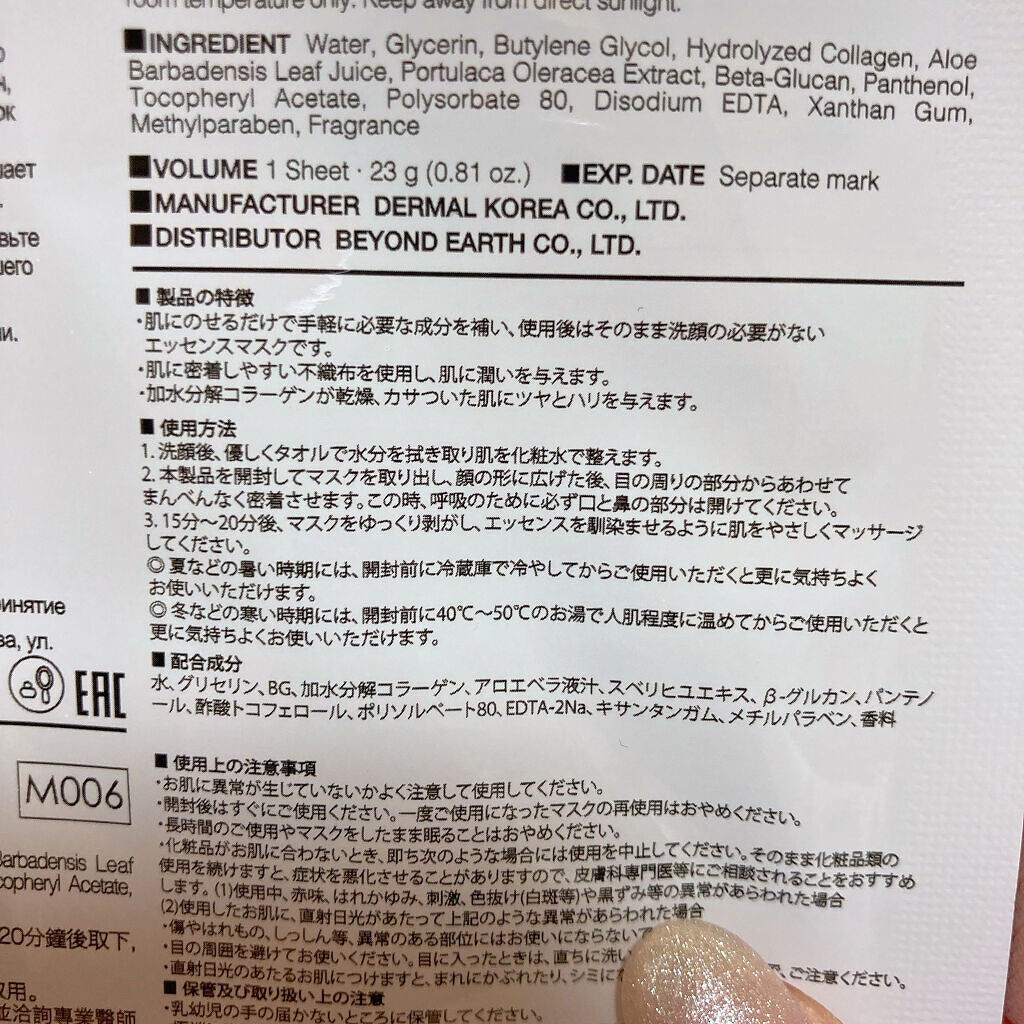 room temperature only. Keep away from direct sunlight.
■INGREDIENT Water, Glycerin, Butylene Glycol, Hydrolyzed Collagen, Aloe
Barbadensis Leaf Juice, Portulaca Oleracea Extract, Beta-Glucan, Panthenol,
Tocopheryl Acetate, Polysorbate 80, Disodium EDTA, Xanthan Gum,
Methylparaben, Fragrance
■VOLUME 1 Sheet · 23 g (0.81 oz.) ■EXP. DATE Separate mark
■MANUFACTURER DERMAL KOREA CO., LTD.
■DISTRIBUTOR BEYOND EARTH CO., LTD.
■ 製品の特徴
・肌にのせるだけで手軽に必要な成分を補い、使用後はそのまま洗顔の必要がない
エッセンスマスクです。
・肌に密着しやすい不織布を使用し、肌に潤いを与えます。
・加水分解コラーゲンが乾燥、カサついた肌にツヤとハリを与えます。
■ 使用方法
1. 洗顔後、優しくタオルで水分を拭き取り肌を化粧水で整えます。
2. 本製品を開封してマスクを取り出し、顔の形に広げた後、目の周りの部分からあわせて
まんべんなく密着させます。この時、呼吸のために必ず口と鼻の部分は開けてください。
3. 15分～20分後、マスクをゆっくり剥がし、エッセンスを馴染ませるように肌をやさしくマッサージ
してください。
◎ 夏などの暑い時期には、開封前に冷蔵庫で冷やしてからご使用いただくと更に気持ちよく
お使いいただけます。
◎ 冬などの寒い時期には、開封前に40℃～50℃のお湯で人肌程度に温めてからご使用いただくと
更に気持ちよくお使いいただけます。
■ 配合成分
水、グリセリン、BG、加水分解コラーゲン、アロエベラ液汁、スベリヒユエキス、β-グルカン、パンテノ
ール、酢酸トコフェロール、ポリソルベート80、EDTA-2Na、キサンタンガム、メチルパラベン、香料
■ 使用上の注意事項
・お肌に異常が生じていないかよく注意して使用してください。
・開封後はすぐにご使用ください。一度ご使用になったマスクの再使用はおやめください。
・長時間のご使用やマスクをしたまま眠ることはおやめください。
・化粧品がお肌に合わないとき、即ち次のような場合には使用を中止してください。そのまま化粧品類の
使用を続けますと、症状を悪化させることがありますので、皮膚科専門医等にご相談されることをおすすめ
します。(1)使用中、赤味、はれかゆみ、刺激、色抜け(白斑等)や黒ずみ等の異常があらわれた場合
(2)使用したお肌に、直射日光があたって上記のような異常があらわれた場合
・傷やはれもの、しっしん等、異常のある部位にはお使いにならない
・目の周囲を避けてお使いください。目に入ったときは、直ちに洗い
・直射日光のあたるお肌につけますと、まれにかぶれたり、シミに で、ご注意ください。
■ 保管及び取り扱い上の注意
・乳幼児の手の届かないところに保管してください。
ок
вьте
ва, ул.
EAC
M006
Barbadensis Leaf
copheryl Acetate,
20分鐘後取下,
用。
並洽詢專業醫師